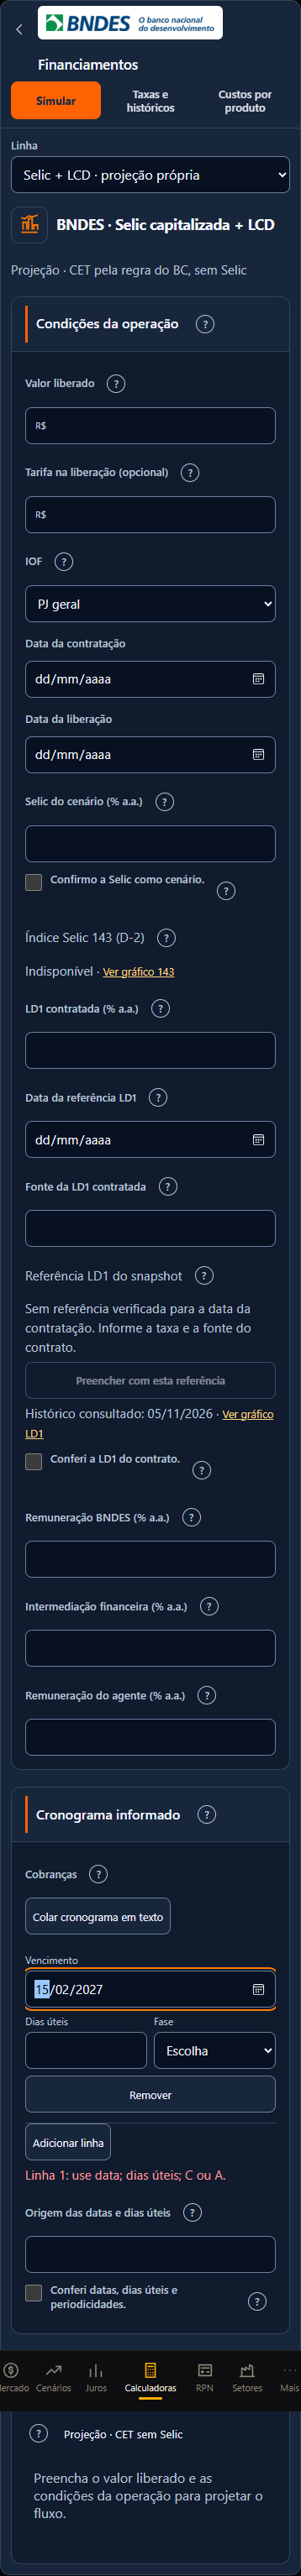 BNDES
O banco nacional
do desenvolvimento
Financiamentos
Simular
Taxas e
históricos
Custos por
produto
Linha
Selic + LCD · projeção própria
BNDES · Selic capitalizada + LCD
Projeção · CET pela regra do BC, sem Selic
Condições da operação ?
Valor liberado ?
R$
Tarifa na liberação (opcional) ?
R$
IOF ?
PJ geral
Data da contratação
dd/mm/aaaa
Data da liberação
dd/mm/aaaa
Selic do cenário (% a.a.) ?
Confirmo a Selic como cenário. ?
Índice Selic 143 (D-2) ?
Indisponível · Ver gráfico 143
LD1 contratada (% a.a.) ?
Data da referência LD1 ?
dd/mm/aaaa
Fonte da LD1 contratada ?
Referência LD1 do snapshot ?
Sem referência verificada para a data da
contratação. Informe a taxa e a fonte do
contrato.
Preencher com esta referência
Histórico consultado: 05/11/2026 · Ver gráfico
LD1
Conferi a LD1 do contrato. ?
Remuneração BNDES (% a.a.) ?
Intermediação financeira (% a.a.) ?
Remuneração do agente (% a.a.) ?
Cronograma informado ?
Cobranças ?
Colar cronograma em texto
Vencimento
15/02/2027
Dias úteis
Fase
Escolha
Remover
Adicionar linha
Linha 1: use data; dias úteis; C ou A.
Origem das datas e dias úteis ?
Conferi datas, dias úteis e
periodicidades. ?
ercado
Cenários
Juros
Calculadoras
RPN
Setores
Mais
? Projeção · CET sem Selic
Preencha o valor liberado e as
condições da operação para projetar o
fluxo.